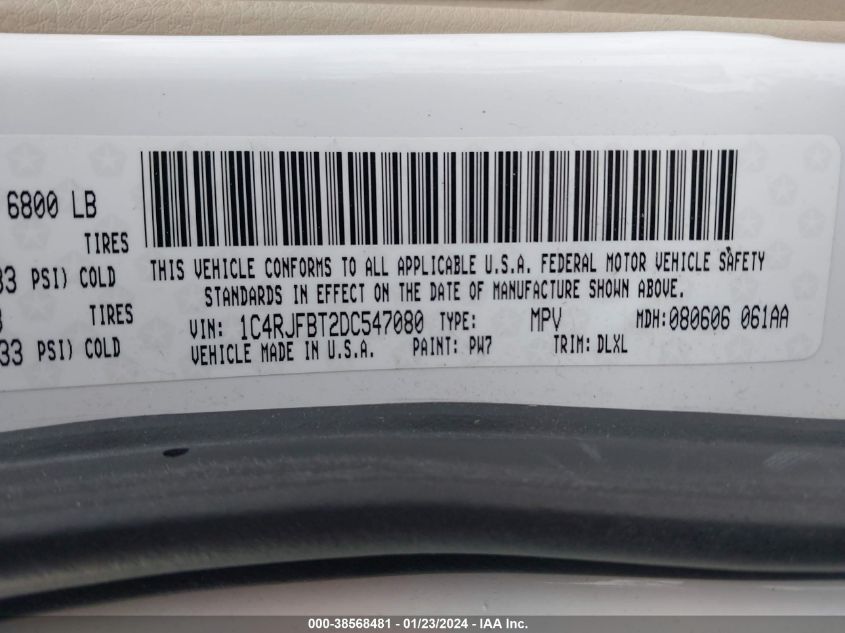 6800 LB
TIRES
33 PSI) COLD
TIRES
33 PSI) COLD
THIS VEHICLE CONFORMS TO ALL APPLICABLE U.S.A. FEDERAL MOTOR VEHICLE SAFETY
STANDARDS IN EFFECT ON THE DATE OF MANUFACTURE SHOWN ABOVE.
VIN: 1C4RJFBT2DC547080 TYPE: MPV MDH:080606 061AA
VEHICLE MADE IN U.S.A. PAINT: PW7 TRIM: DLXL
000-38568481 - 01/23/2024 - IAA Inc.